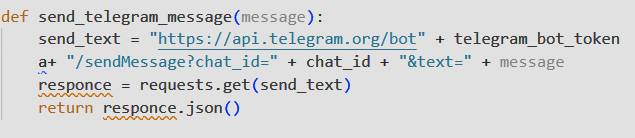 def send_telegram_message(message):
    send_text = "https://api.telegram.org/bot" + telegram_bot_token
    a+ "/sendMessage?chat_id=" + chat_id + "&text=" + message
    responce = requests.get(send_text)
    return responce.json()